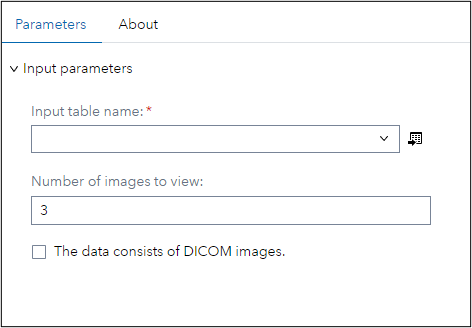 Parameters About
Input parameters
Input table name: *
Number of images to view:
3
The data consists of DICOM images.